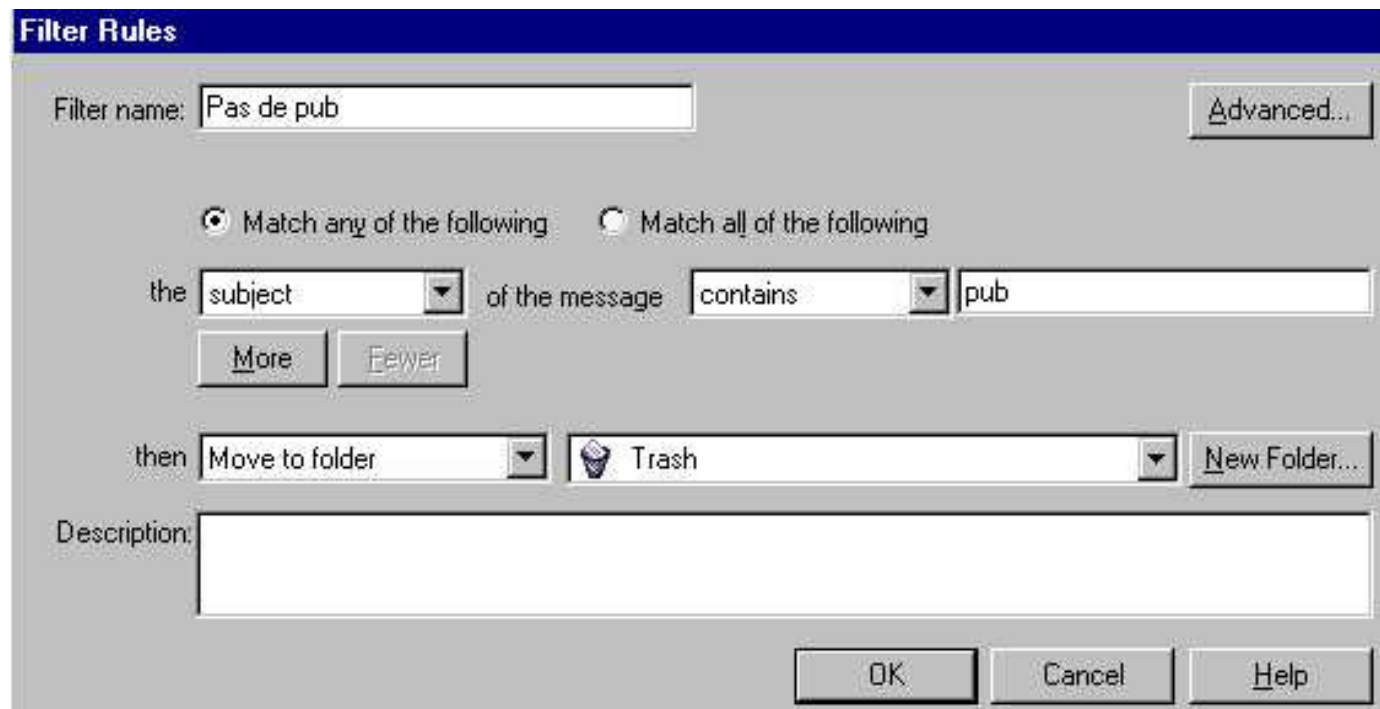 Filter Rules
Filter name: Pas de pub Advanced...
Match any of the following Match all of the following
the subject of the message contains pub
More Fewer
then Move to folder Trash New Folder...
Description:
OK Cancel Help